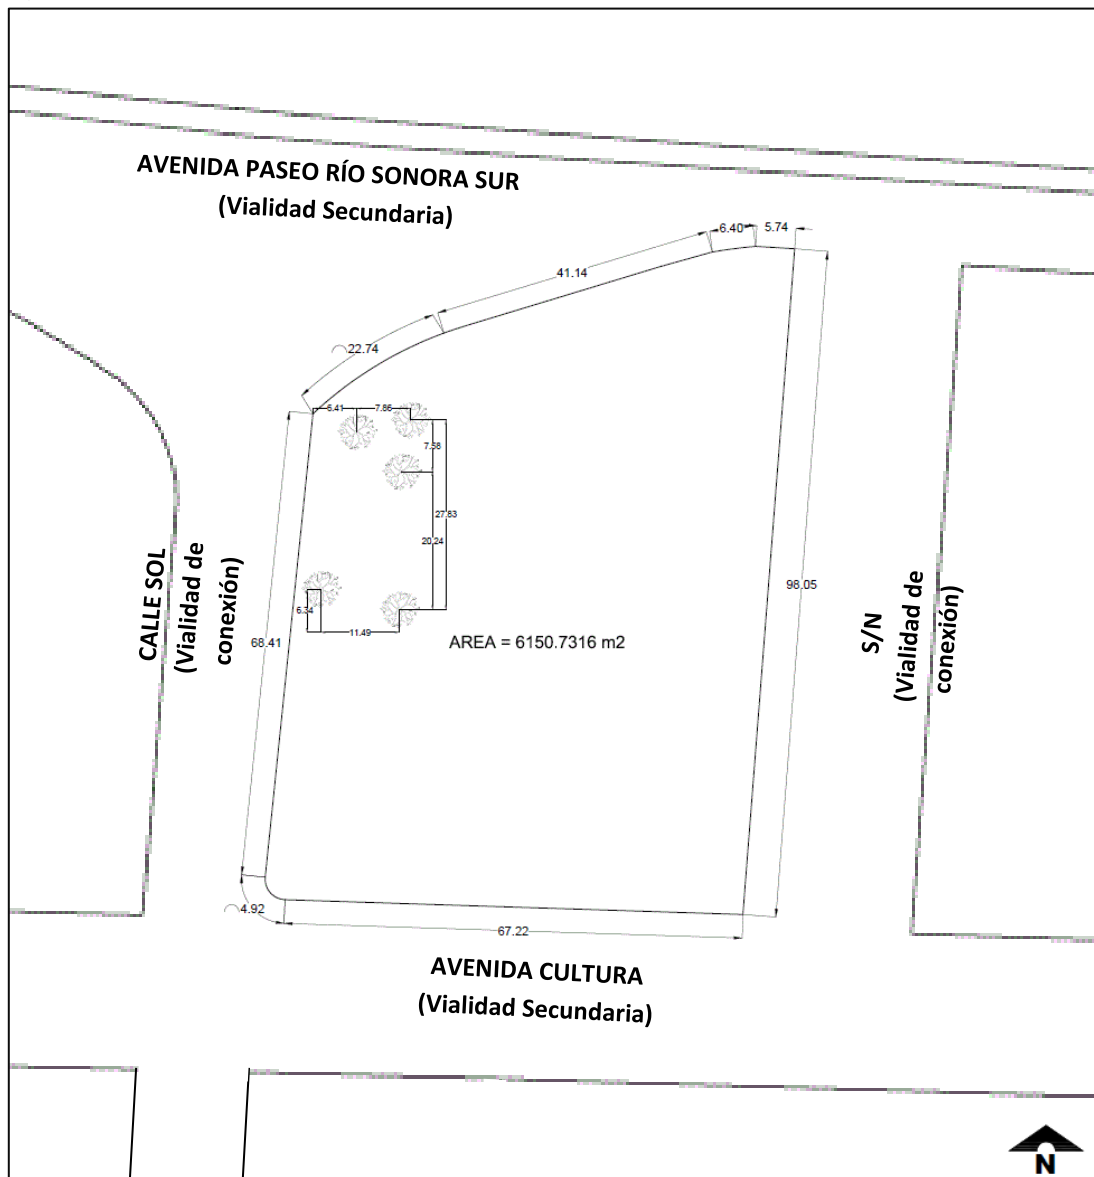 AVENIDA PASEO RÍO SONORA SUR
(Vialidad Secundaria)
6.40
5.74
41.14
22.74
6.41
7.86
7.58
27.83
20.24
CALLE SOL
(Vialidad de
conexión)
6.34
11.49
68.41
AREA = 6150.7316 m2
98.05
S/N
(Vialidad de
conexión)
4.92
67.22
AVENIDA CULTURA
(Vialidad Secundaria)
N